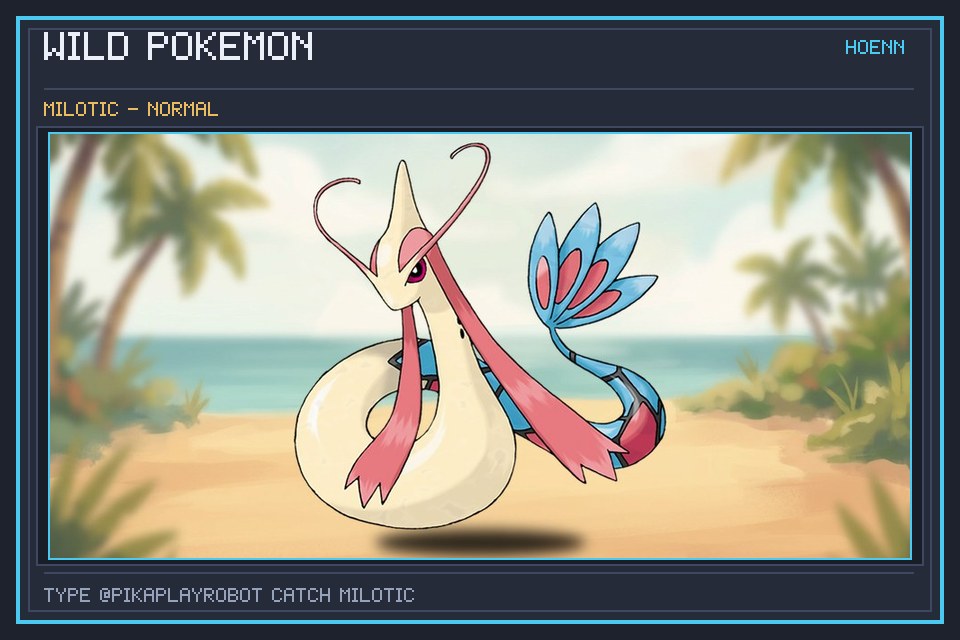 WILD POKEMON
HOENN
MILOTIC – NORMAL
TYPE @PIKAPLAYROBOT CATCH MILOTIC